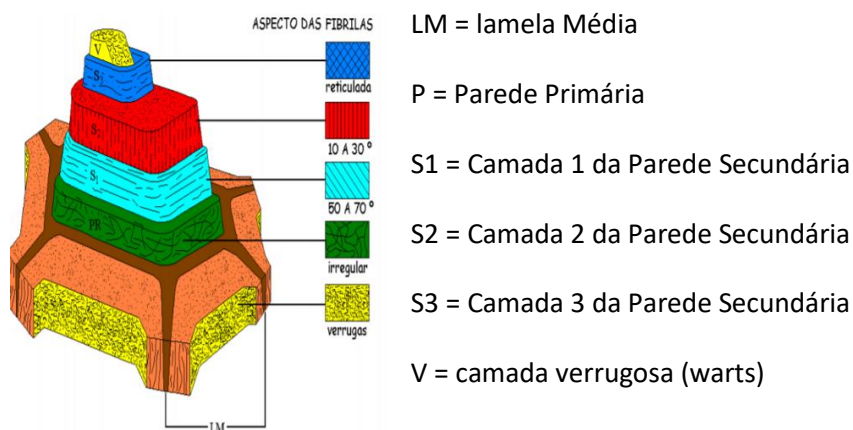 ASPECTO DAS FIBRILAS
V
S3
S2
S1
PR
reticulada
10 A 30 º
50 A 70 º
irregular
verrugas
LM
LM = lamela Média
P = Parede Primária
S1 = Camada 1 da Parede Secundária
S2 = Camada 2 da Parede Secundária
S3 = Camada 3 da Parede Secundária
V = camada verrugosa (warts)